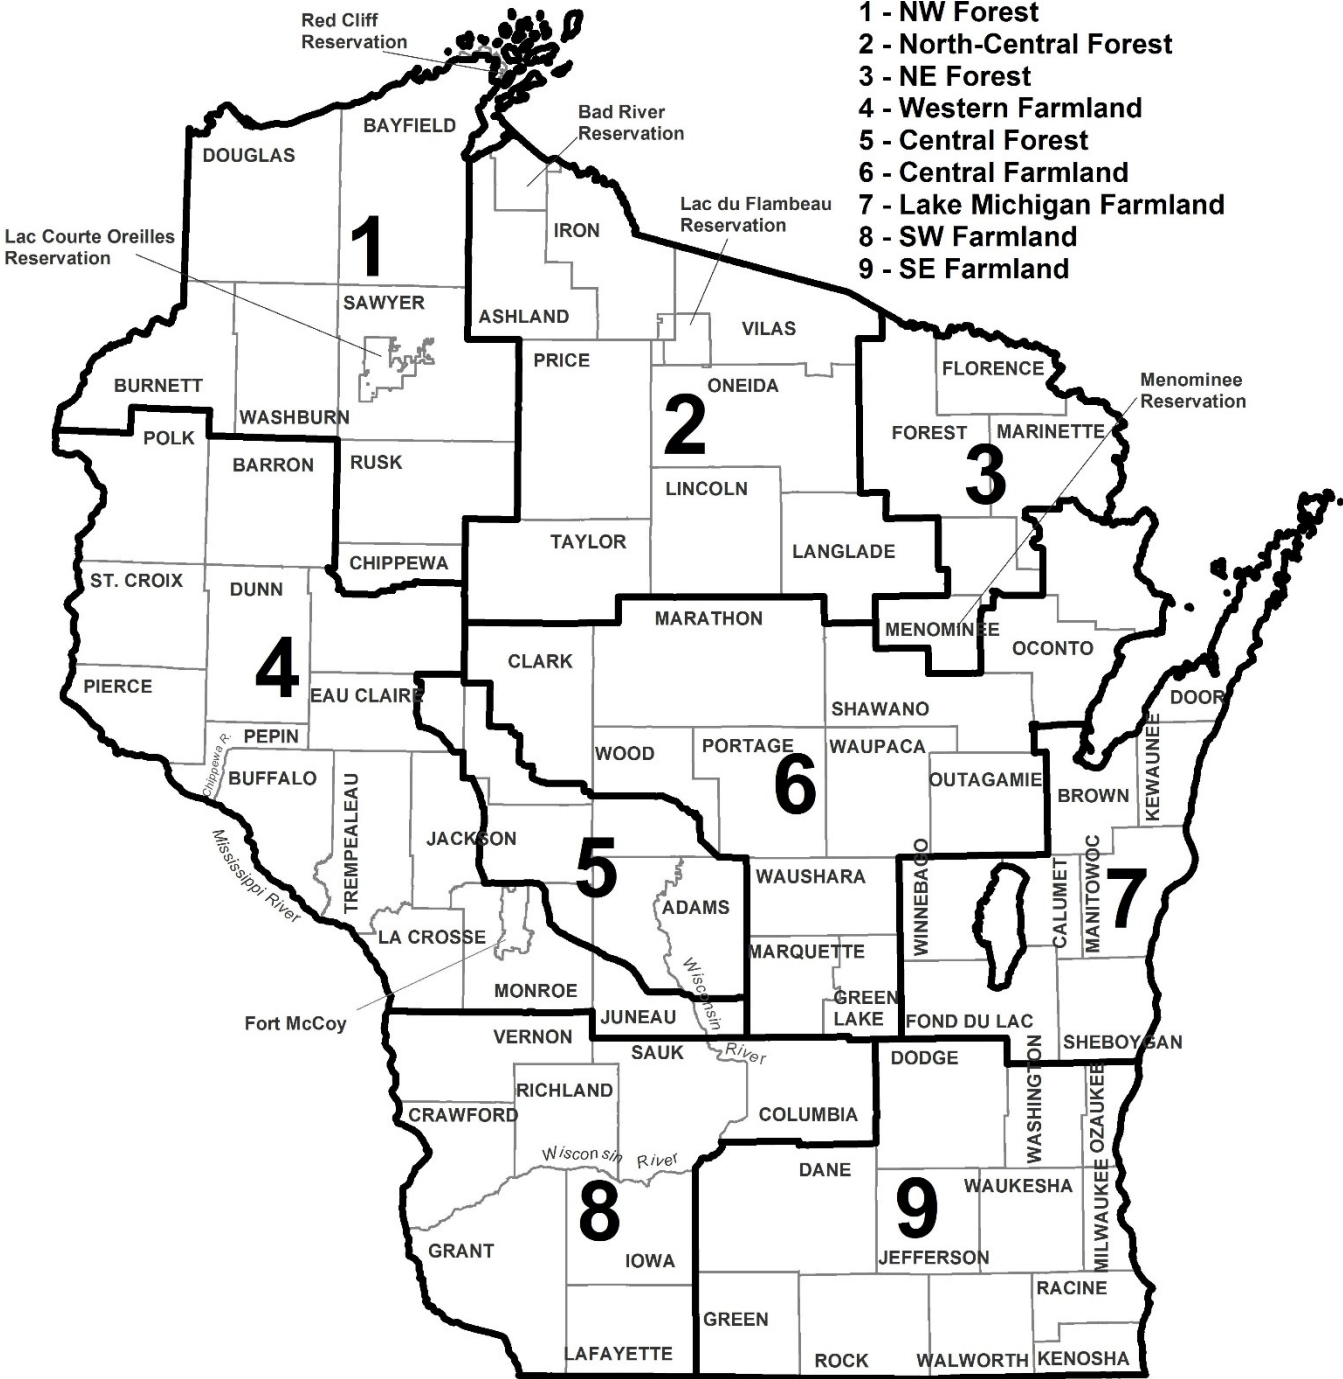 1 - NW Forest
2 - North-Central Forest
3 - NE Forest
4 - Western Farmland
5 - Central Forest
6 - Central Farmland
7 - Lake Michigan Farmland
8 - SW Farmland
9 - SE Farmland
Red Cliff
Reservation
Bad River
Reservation
Lac du Flambeau
Reservation
Lac Courte Oreilles
Reservation
Menominee
Reservation
BAYFIELD
DOUGLAS
1
IRON
SAWYER
ASHLAND
VILAS
PRICE
FLORENCE
BURNETT
WASHBURN
ONEIDA
2
FOREST
MARINETTE
3
POLK
BARRON
RUSK
LINCOLN
TAYLOR
LANGLADE
CHIPPEWA
ST. CROIX
DUNN
MARATHON
MENOMINEE
OCONTO
CLARK
4
PIERCE
EAU CLAIRE
DOOR
SHAWANO
PEPIN
Chippewa R.
WOOD
PORTAGE
WAUPACA
6
BUFFALO
OUTAGAMIE
BROWN
KEWAUNEE
TREMPEALEAU
JACKSON
5
Mississippi River
WAUSHARA
WINNEBAGO
CALUMET
MANITOWOC
7
ADAMS
LA CROSSE
MARQUETTE
Wisconsin
River
MONROE
GREEN
LAKE
Fort McCoy
JUNEAU
FOND DU LAC
VERNON
SAUK
SHEBOYGAN
DODGE
WASHINGTON
OZAUKEE
RICHLAND
CRAWFORD
COLUMBIA
Wisconsin River
DANE
8
9
WAUKESHA
MILWAUKEE
GRANT
IOWA
JEFFERSON
RACINE
GREEN
LAFAYETTE
ROCK
WALWORTH
KENOSHA